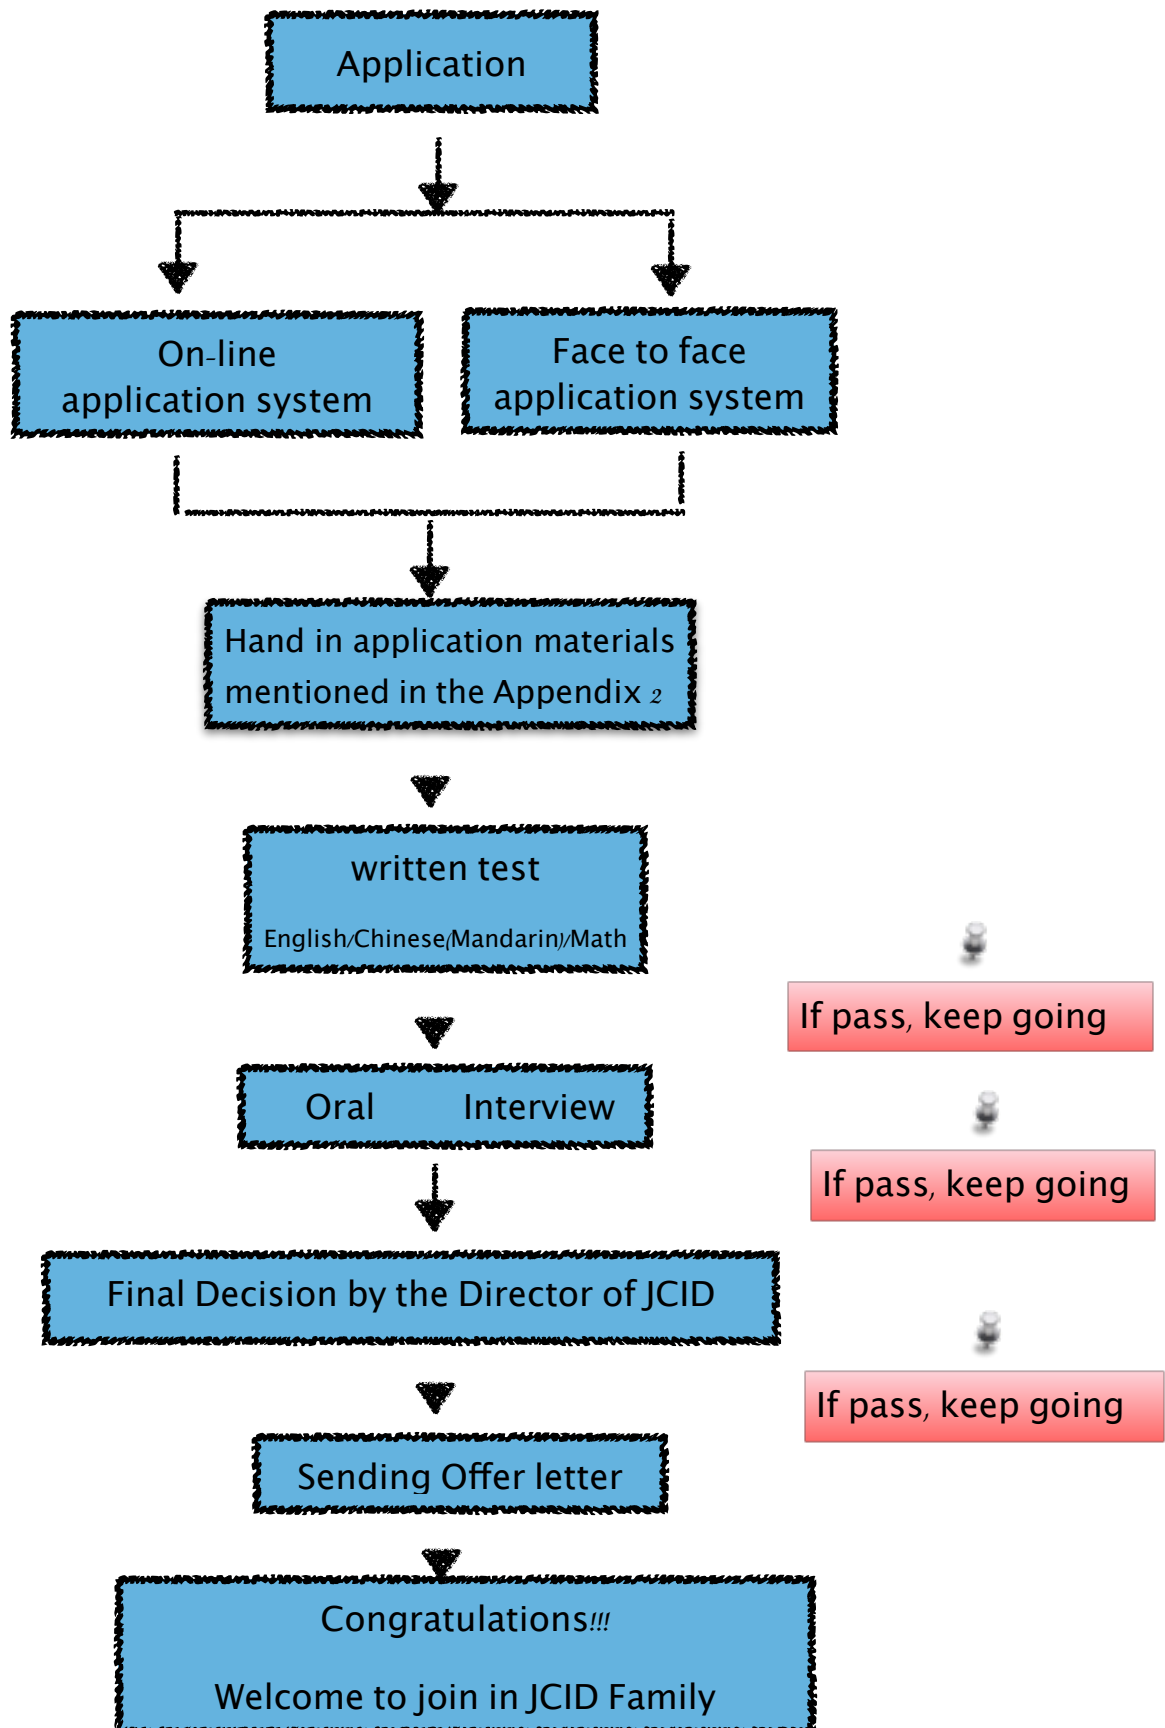 Application
On-line
application system
Face to face
application system
Hand in application materials
mentioned in the Appendix 2
written test
English/Chinese(Mandarin)/Math
If pass, keep going
Oral Interview
If pass, keep going
Final Decision by the Director of JCID
If pass, keep going
Sending Offer letter
Congratulations!!!
Welcome to join in JCID Family